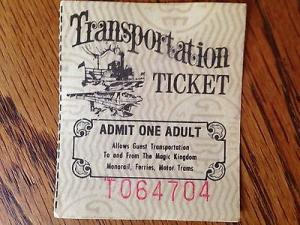 Transportation
TICKET
ADMIT ONE ADULT
Allows Guest Transportation
To and From The Magic Kingdom
Monorail, Ferries, Motor Trams
T064704